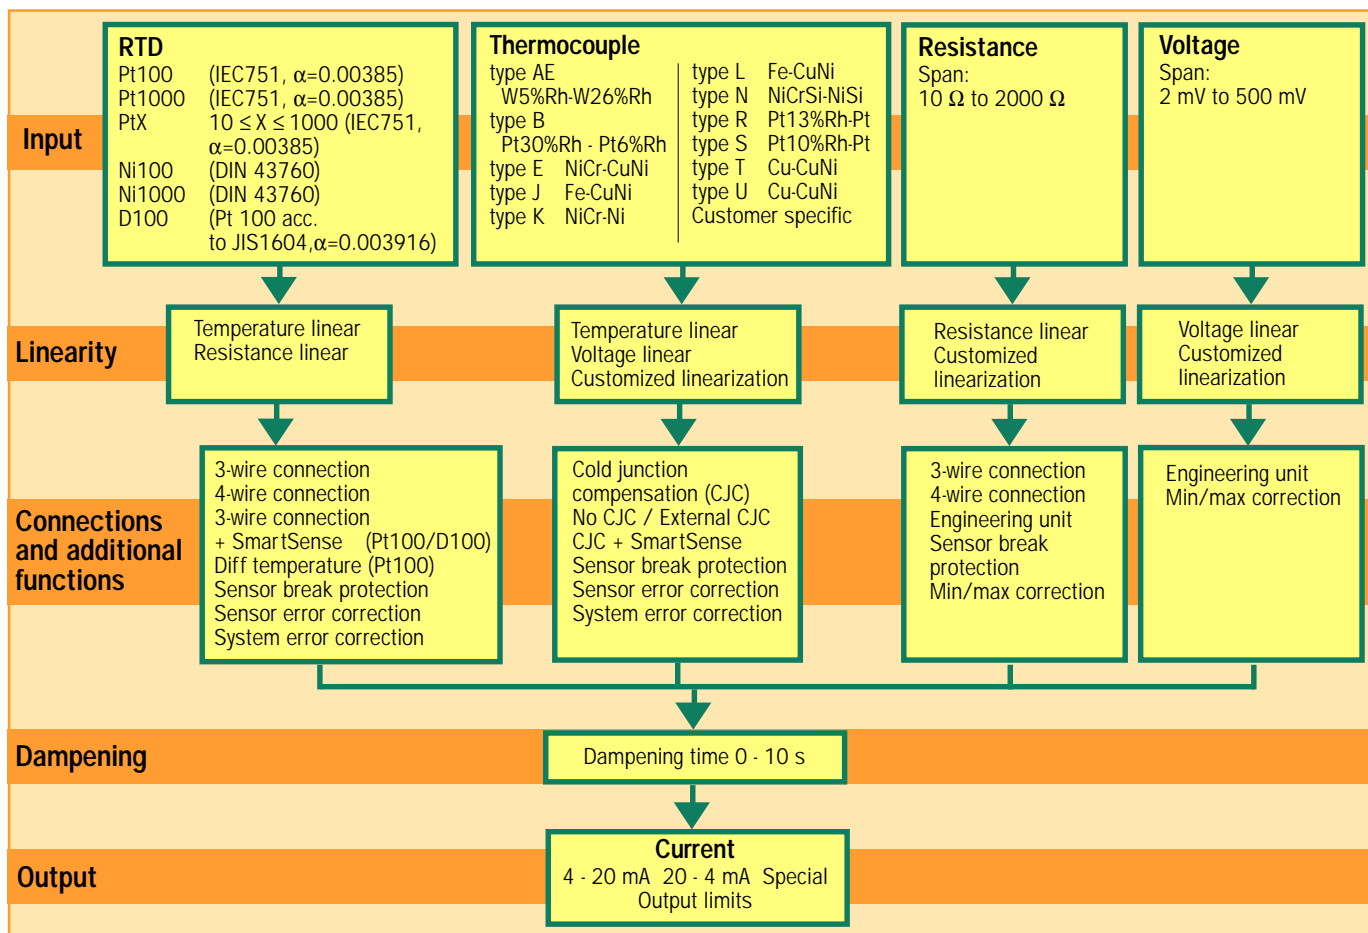 Input
RTD
Pt100 (IEC751, α=0.00385)
Pt1000 (IEC751, α=0.00385)
PtX 10 ≤ X ≤ 1000 (IEC751,
α=0.00385)
Ni100 (DIN 43760)
Ni1000 (DIN 43760)
D100 (Pt 100 acc.
to JIS1604,α=0.003916)
Thermocouple
type AE
W5%Rh-W26%Rh
type B
Pt30%Rh - Pt6%Rh
type E NiCr-CuNi
type J Fe-CuNi
type K NiCr-Ni
type L Fe-CuNi
type N NiCrSi-NiSi
type R Pt13%Rh-Pt
type S Pt10%Rh-Pt
type T Cu-CuNi
type U Cu-CuNi
Customer specific
Resistance
Span:
10 Ω to 2000 Ω
Voltage
Span:
2 mV to 500 mV
Linearity
Temperature linear
Resistance linear
Temperature linear
Voltage linear
Customized linearization
Resistance linear
Customized
linearization
Voltage linear
Customized
linearization
Connections
and additional
functions
3-wire connection
4-wire connection
3-wire connection
+ SmartSense (Pt100/D100)
Diff temperature (Pt100)
Sensor break protection
Sensor error correction
System error correction
Cold junction
compensation (CJC)
No CJC / External CJC
CJC + SmartSense
Sensor break protection
Sensor error correction
System error correction
3-wire connection
4-wire connection
Engineering unit
Sensor break
protection
Min/max correction
Engineering unit
Min/max correction
Dampening
Dampening time 0 - 10 s
Output
Current
4 - 20 mA 20 - 4 mA Special
Output limits